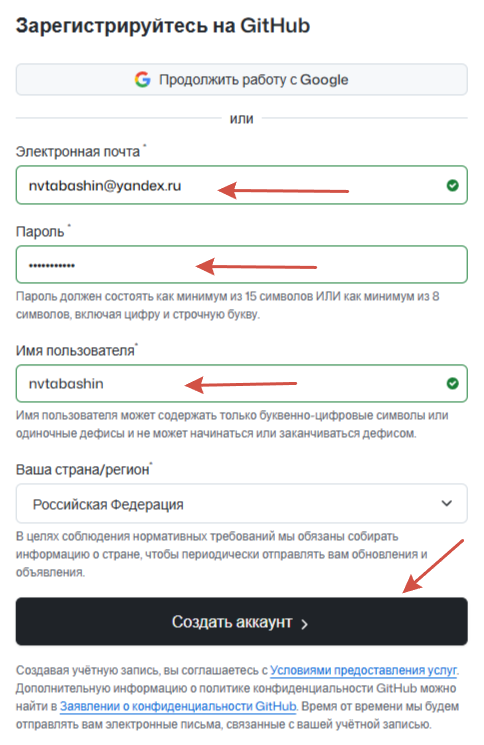 Зарегистрируйтесь на GitHub
Продолжить работу с Google
или
Электронная почта *
nvtabashin@yandex.ru
Пароль *
•••••••••••
Пароль должен состоять как минимум из 15 символов ИЛИ как минимум из 8
символов, включая цифру и строчную букву.
Имя пользователя*
nvtabashin
Имя пользователя может содержать только буквенно-цифровые символы или
одиночные дефисы и не может начинаться или заканчиваться дефисом.
Ваша страна/регион*
Российская Федерация
В целях соблюдения нормативных требований мы обязаны собирать
информацию о стране, чтобы периодически отправлять вам обновления и
объявления.
Создать аккаунт >
Создавая учётную запись, вы соглашаетесь с Условиями предоставления услуг.
Дополнительную информацию о политике конфиденциальности GitHub можно
найти в Заявлении о конфиденциальности GitHub. Время от времени мы будем
отправлять вам электронные письма, связанные с вашей учётной записью.